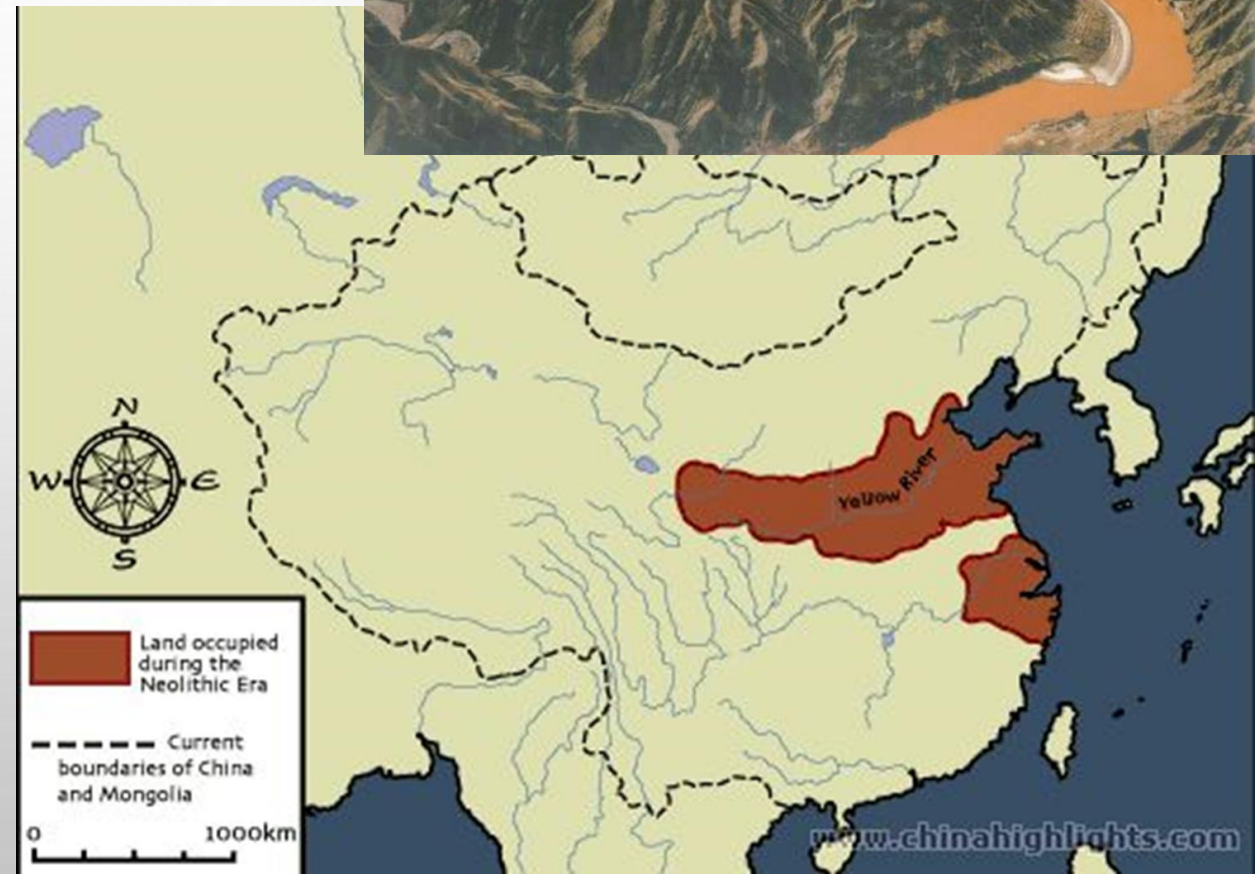 Yellow River
N
W
E
S
Land occupied
during the
Neolithic Era
Current
boundaries of China
and Mongolia
0 1000km
www.chinahighlights.com